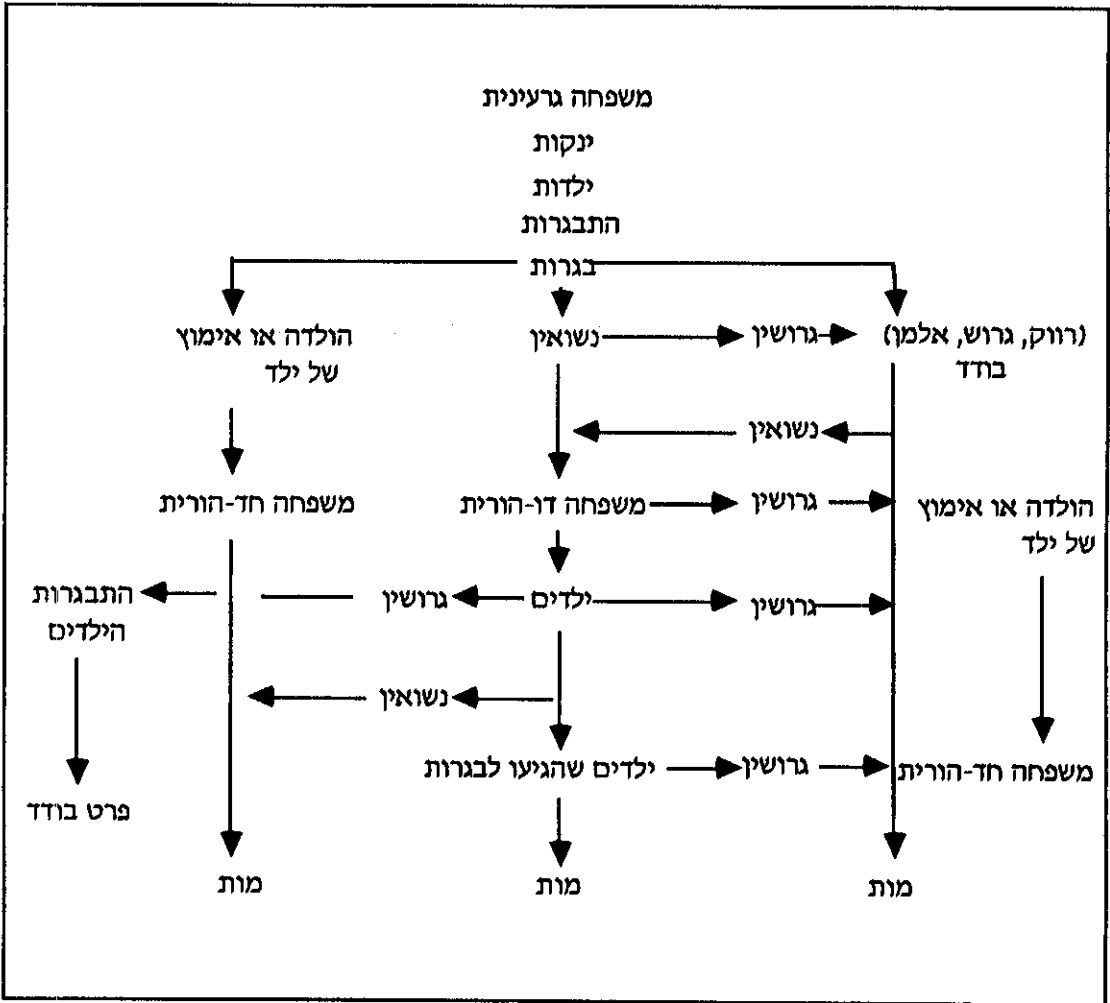 משפחה גרעינית
ינקות
ילדות
התבגרות
בגרות
(רווק, גרוש, אלמן) גרושין נשואין הולדה או אימוץ
בודד של ילד
נשואין
הולדה או אימוץ גרושין משפחה דו-הורית משפחה חד-הורית
של ילד
גרושין ילדים גרושין התבגרות
הילדים
נשואין
משפחה חד-הורית גרושין ילדים שהגיעו לבגרות
פרט בודד
מות מות מות